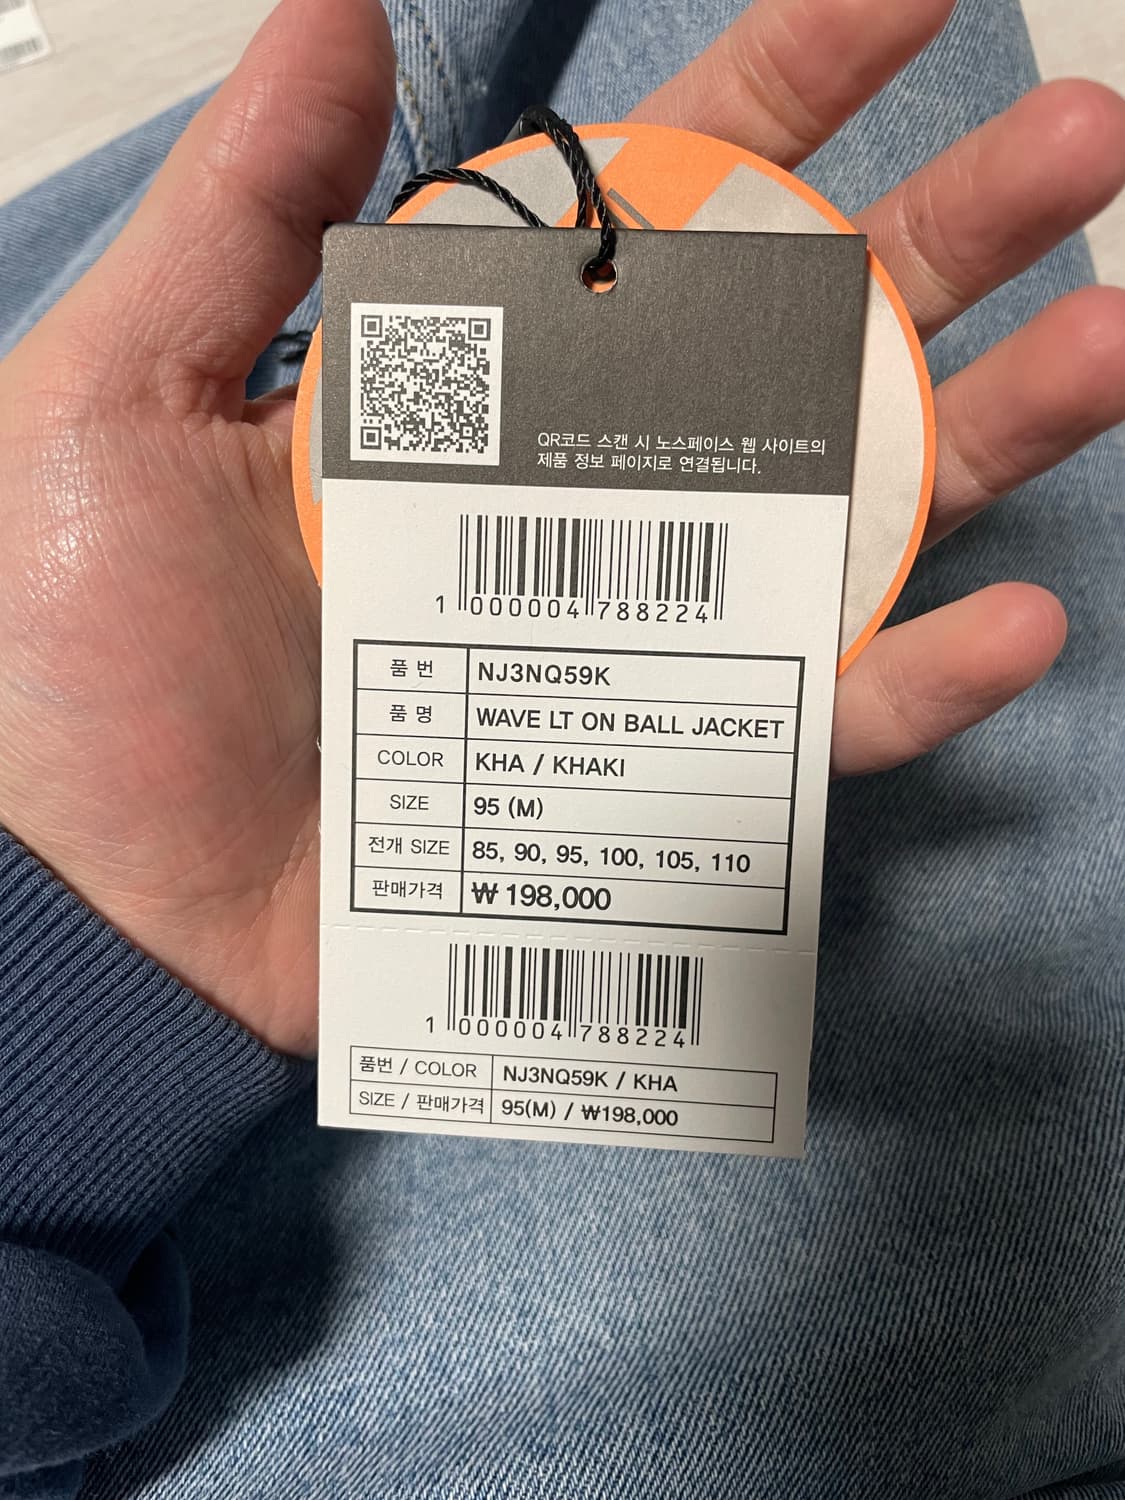 QR코드 스캔 시 노스페이스 웹 사이트의
제품 정보 페이지로 연결됩니다.
1 000004 788224
품 번 NJ3NQ59K
품 명 WAVE LT ON BALL JACKET
COLOR KHA / KHAKI
SIZE 95 (M)
전개 SIZE 85, 90, 95, 100, 105, 110
판매가격 ₩ 198,000
1 000004 788224
품번 / COLOR NJ3NQ59K / KHA
SIZE / 판매가격 95(M) / ₩198,000